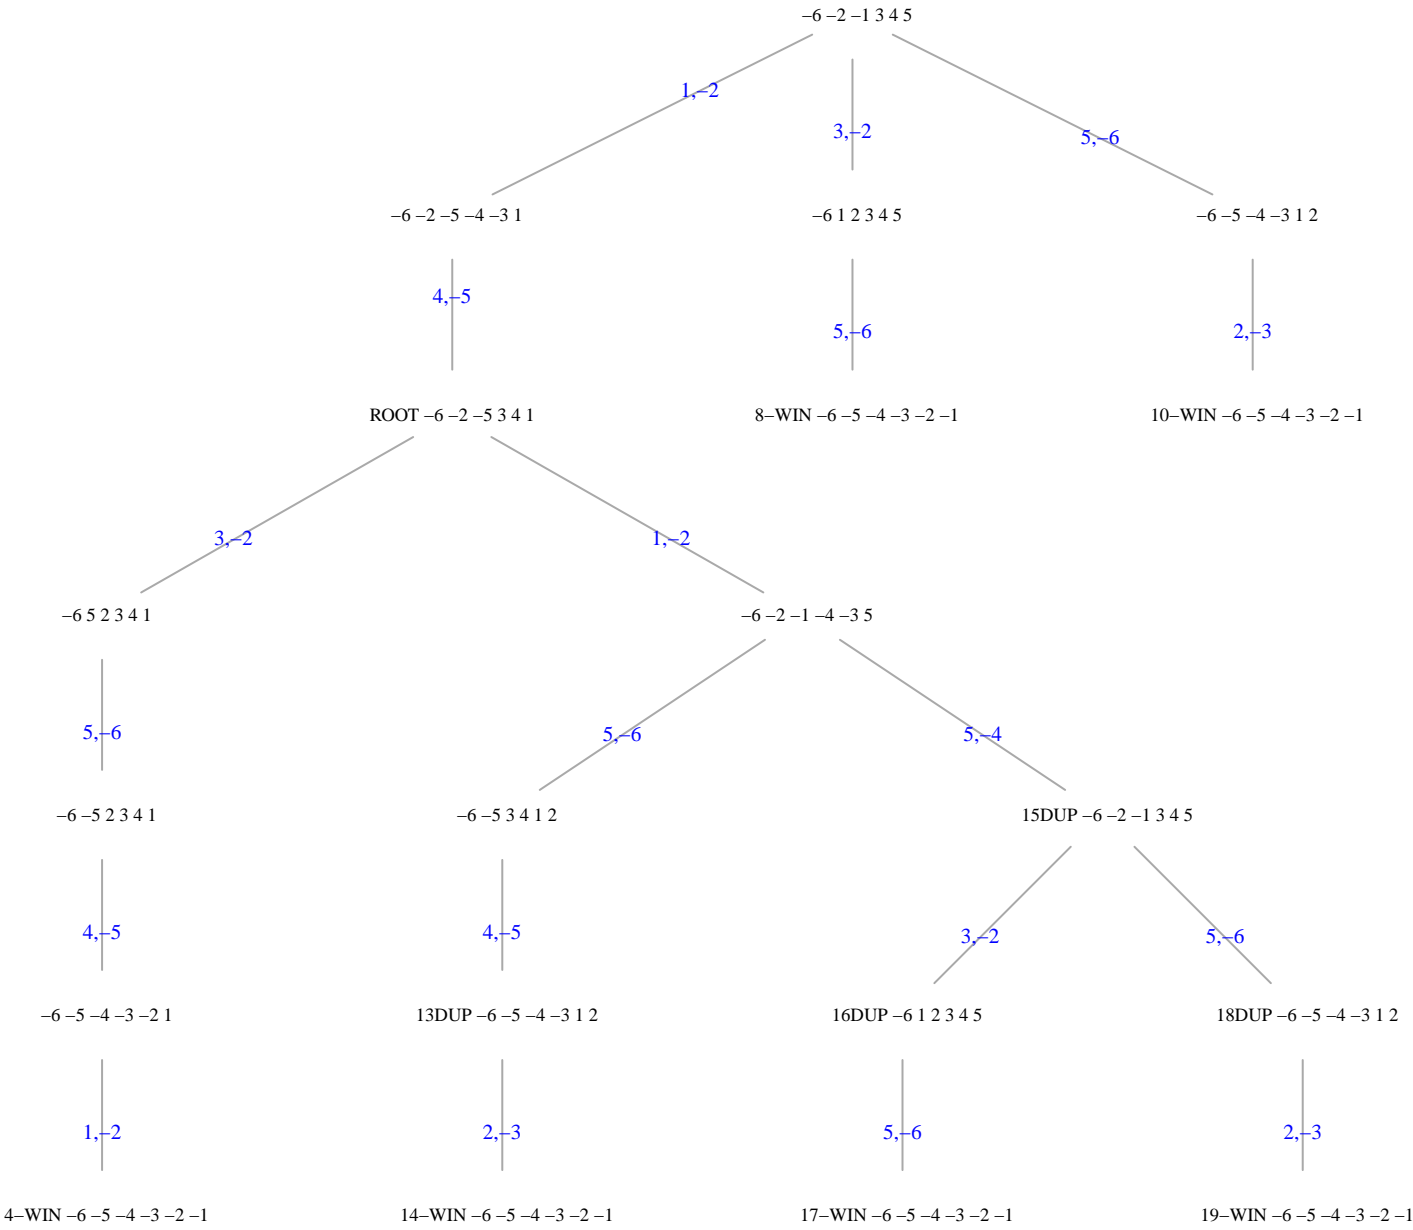 –6 –2 –1 3 4 5
1,–2
3,–2
5,–6
–6 –2 –5 –4 –3 1
–6 1 2 3 4 5
–6 –5 –4 –3 1 2
4,–5
5,–6
2,–3
ROOT –6 –2 –5 3 4 1
8–WIN –6 –5 –4 –3 –2 –1
10–WIN –6 –5 –4 –3 –2 –1
3,–2
1,–2
–6 5 2 3 4 1
–6 –2 –1 –4 –3 5
5,–6
5,–6
5,–4
–6 –5 2 3 4 1
–6 –5 3 4 1 2
15DUP –6 –2 –1 3 4 5
4,–5
4,–5
3,–2
5,–6
–6 –5 –4 –3 –2 1
13DUP –6 –5 –4 –3 1 2
16DUP –6 1 2 3 4 5
18DUP –6 –5 –4 –3 1 2
1,–2
2,–3
5,–6
2,–3
4–WIN –6 –5 –4 –3 –2 –1
14–WIN –6 –5 –4 –3 –2 –1
17–WIN –6 –5 –4 –3 –2 –1
19–WIN –6 –5 –4 –3 –2 –1